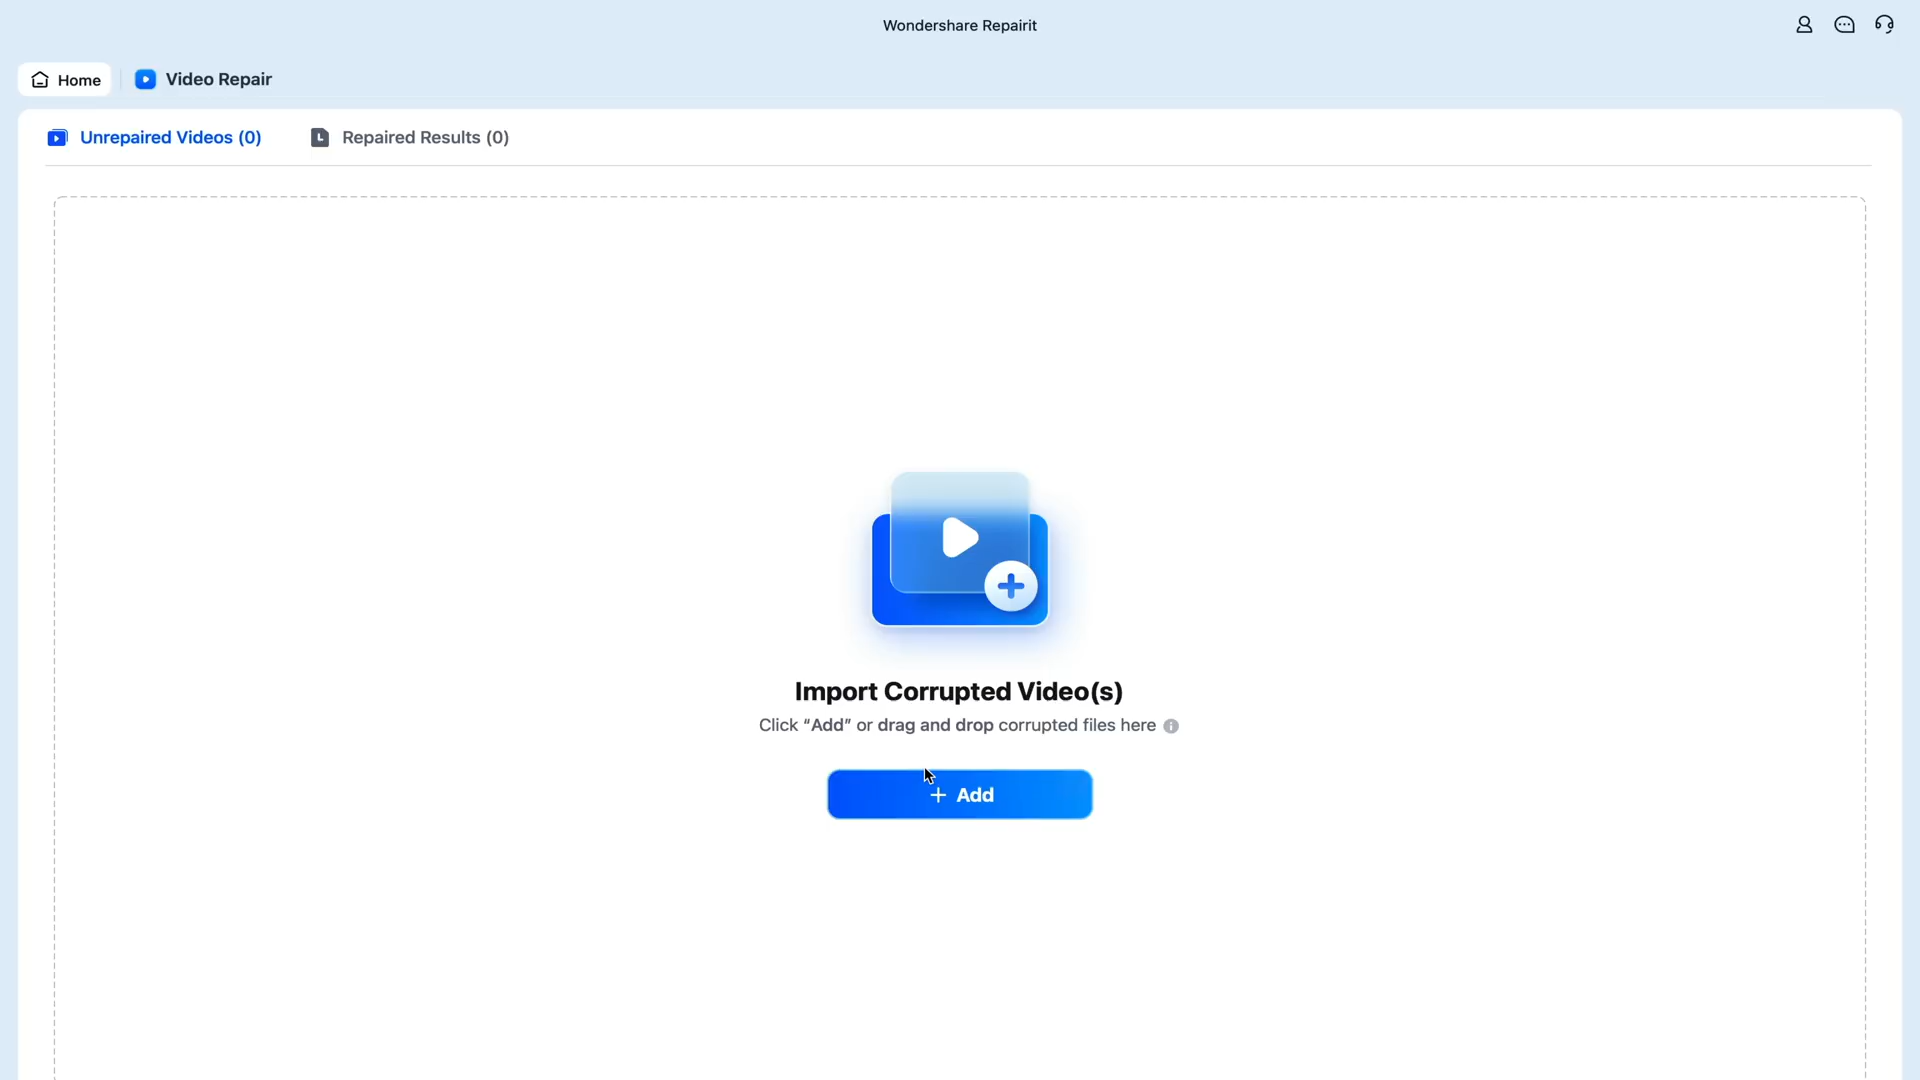 Wondershare Repairit
Home
Video Repair
Unrepaired Videos (0)
Repaired Results (0)
Import Corrupted Video(s)
Click “Add” or drag and drop corrupted files here
+ Add